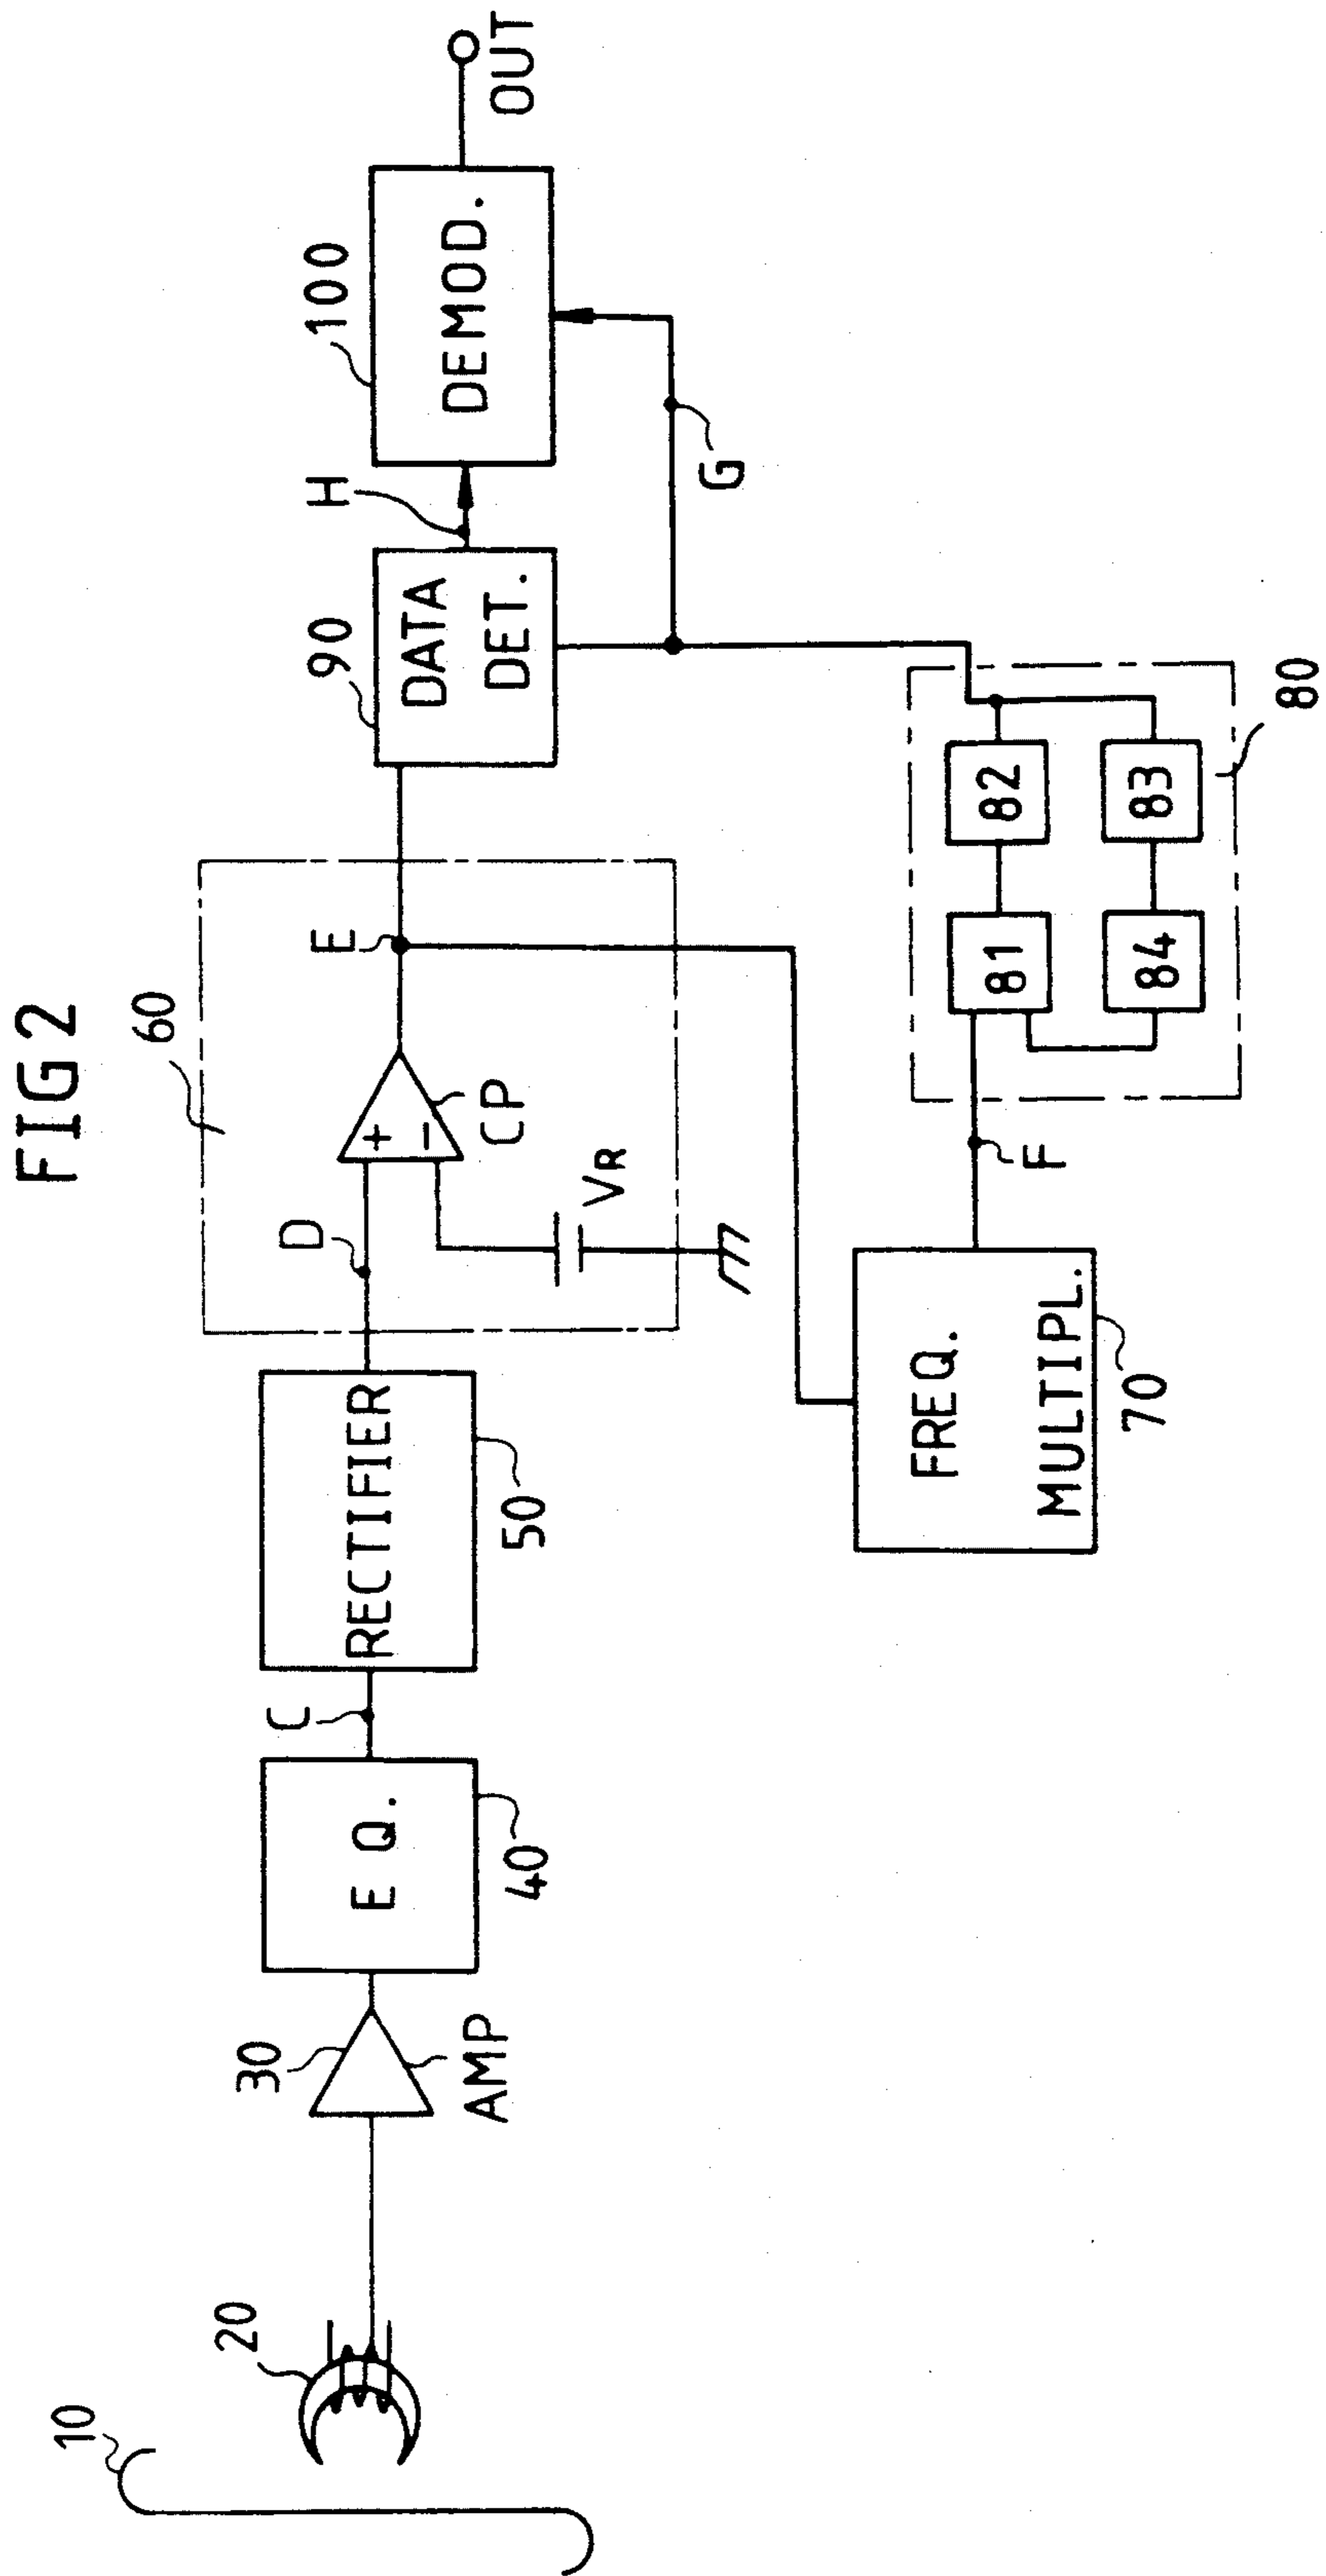 FIG 2
10
20
30
AMP
E Q.
40
C
RECTIFIER
50
D
60
+
−
CP
VR
E
FREQ.
MULTIPL.
70
F
81
82
83
84
80
90
DATA
DET.
H
G
100
DEMOD.
OUT